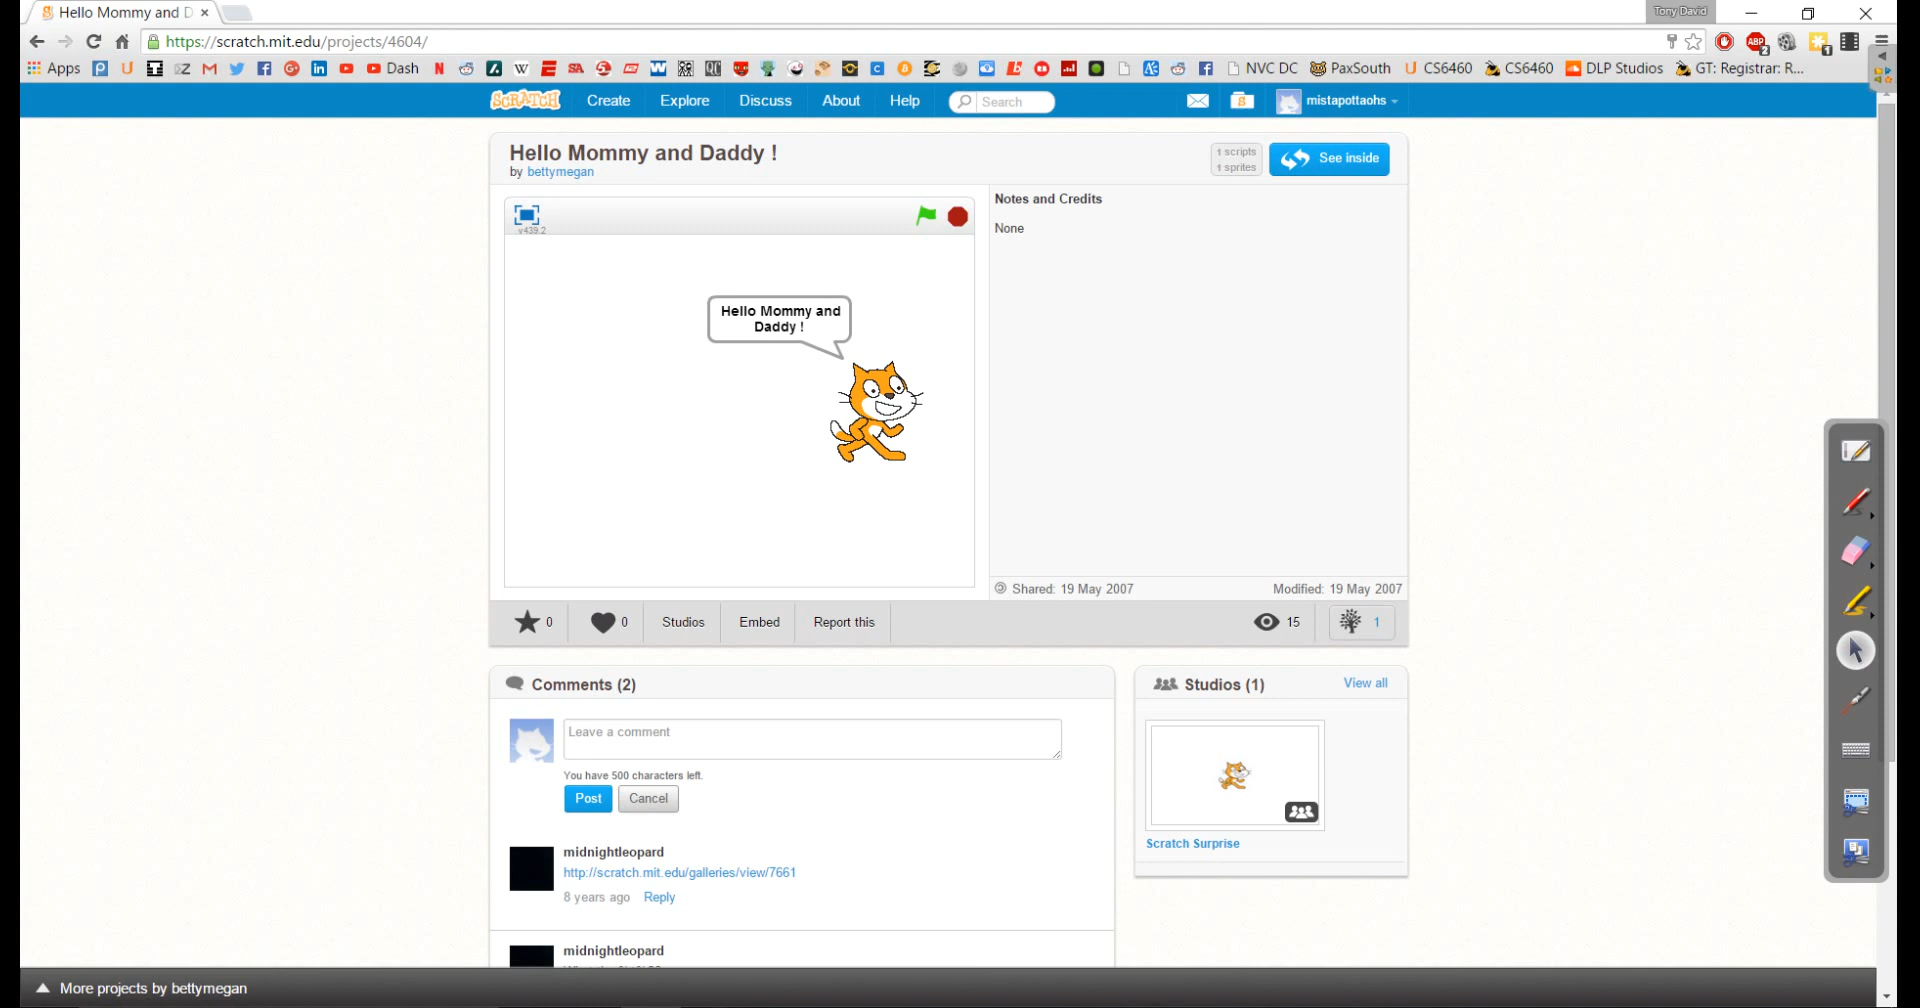 Hello Mommy and D
Tony David
https://scratch.mit.edu/projects/4604/
Apps Dash NVC DC PaxSouth CS6460 CS6460 DLP Studios GT: Registrar: R...
SCRATCH Create Explore Discuss About Help Search mistapottaohs
Hello Mommy and Daddy !
by bettymegan
1 scripts
1 sprites
See inside
v439.2
Hello Mommy and
Daddy !
Notes and Credits
None
Shared: 19 May 2007 Modified: 19 May 2007
0 0 Studios Embed Report this 15 1
Comments (2)
Leave a comment
You have 500 characters left.
Post Cancel
midnightleopard
http://scratch.mit.edu/galleries/view/7661
8 years ago Reply
midnightleopard
Studios (1) View all
Scratch Surprise
More projects by bettymegan